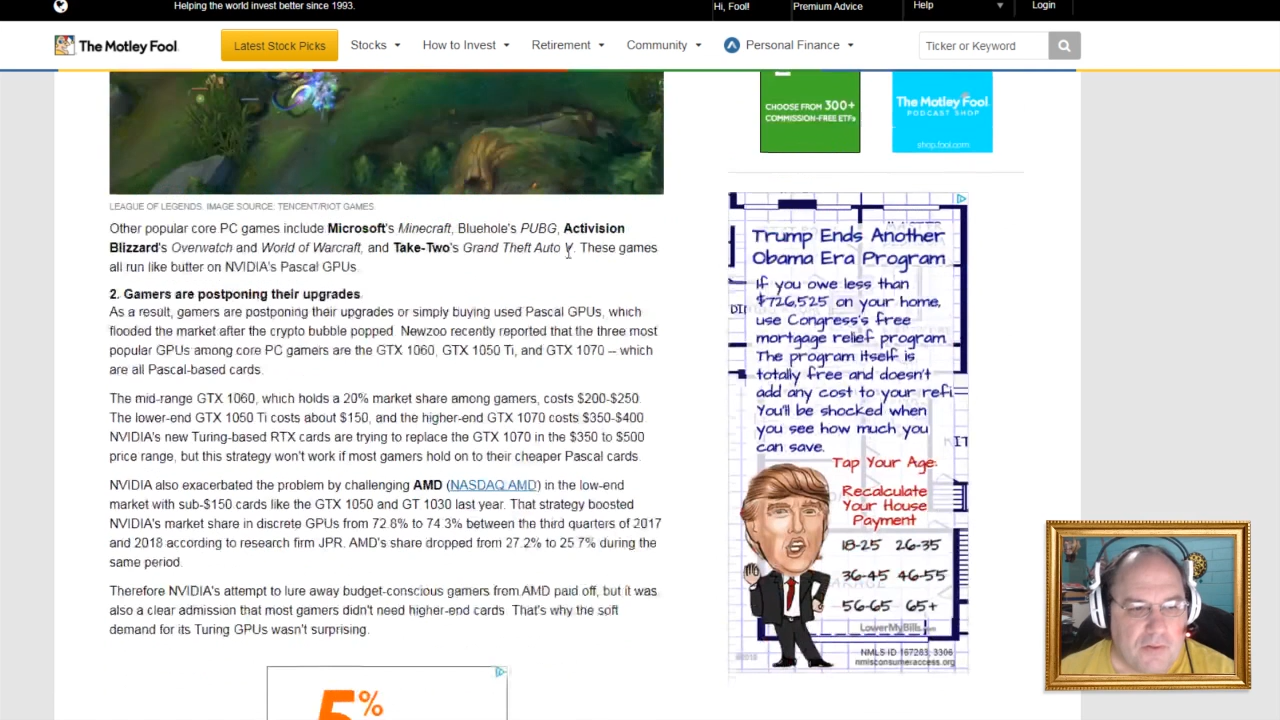 Helping the world invest better since 1993.
Hi, Fool!
Premium Advice
Help
Login
The Motley Fool
Latest Stock Picks
Stocks
How to Invest
Retirement
Community
Personal Finance
Ticker or Keyword
LEAGUE OF LEGENDS. IMAGE SOURCE: TENCENT/RIOT GAMES.
Other popular core PC games include Microsoft's Minecraft, Bluehole's PUBG, Activision
Blizzard's Overwatch and World of Warcraft, and Take-Two's Grand Theft Auto V. These games
all run like butter on NVIDIA's Pascal GPUs.
2. Gamers are postponing their upgrades
As a result, gamers are postponing their upgrades or simply buying used Pascal GPUs, which
flooded the market after the crypto bubble popped. Newzoo recently reported that the three most
popular GPUs among core PC gamers are the GTX 1060, GTX 1050 Ti, and GTX 1070 -- which
are all Pascal-based cards.
The mid-range GTX 1060, which holds a 20% market share among gamers, costs $200-$250.
The lower-end GTX 1050 Ti costs about $150, and the higher-end GTX 1070 costs $350-$400
NVIDIA's new Turing-based RTX cards are trying to replace the GTX 1070 in the $350 to $500
price range, but this strategy won't work if most gamers hold on to their cheaper Pascal cards.
NVIDIA also exacerbated the problem by challenging AMD (NASDAQ:AMD) in the low-end
market with sub-$150 cards like the GTX 1050 and GT 1030 last year. That strategy boosted
NVIDIA's market share in discrete GPUs from 72.8% to 74.3% between the third quarters of 2017
and 2018 according to research firm JPR. AMD's share dropped from 27.2% to 25.7% during the
same period.
Therefore NVIDIA's attempt to lure away budget-conscious gamers from AMD paid off, but it was
also a clear admission that most gamers didn't need higher-end cards. That's why the soft
demand for its Turing GPUs wasn't surprising.
5%
CHOOSE FROM 300+
COMMISSION-FREE ETFs
The Motley Fool
PODCAST SHOP
shop.fool.com
Trump Ends Another
Obama Era Program
If you owe less than
$726,525 on your home,
use Congress's free
mortgage relief program.
The program itself is
totally free and doesn't
add any cost to your refi.
You'll be shocked when
you see how much you
can save.
Tap Your Age:
Recalculate
Your House
Payment
18-25 26-35
36-45 46-55
56-65 65+
LowerMyBills
NMLS ID 167283; 3306
nmlsconsumeraccess.org